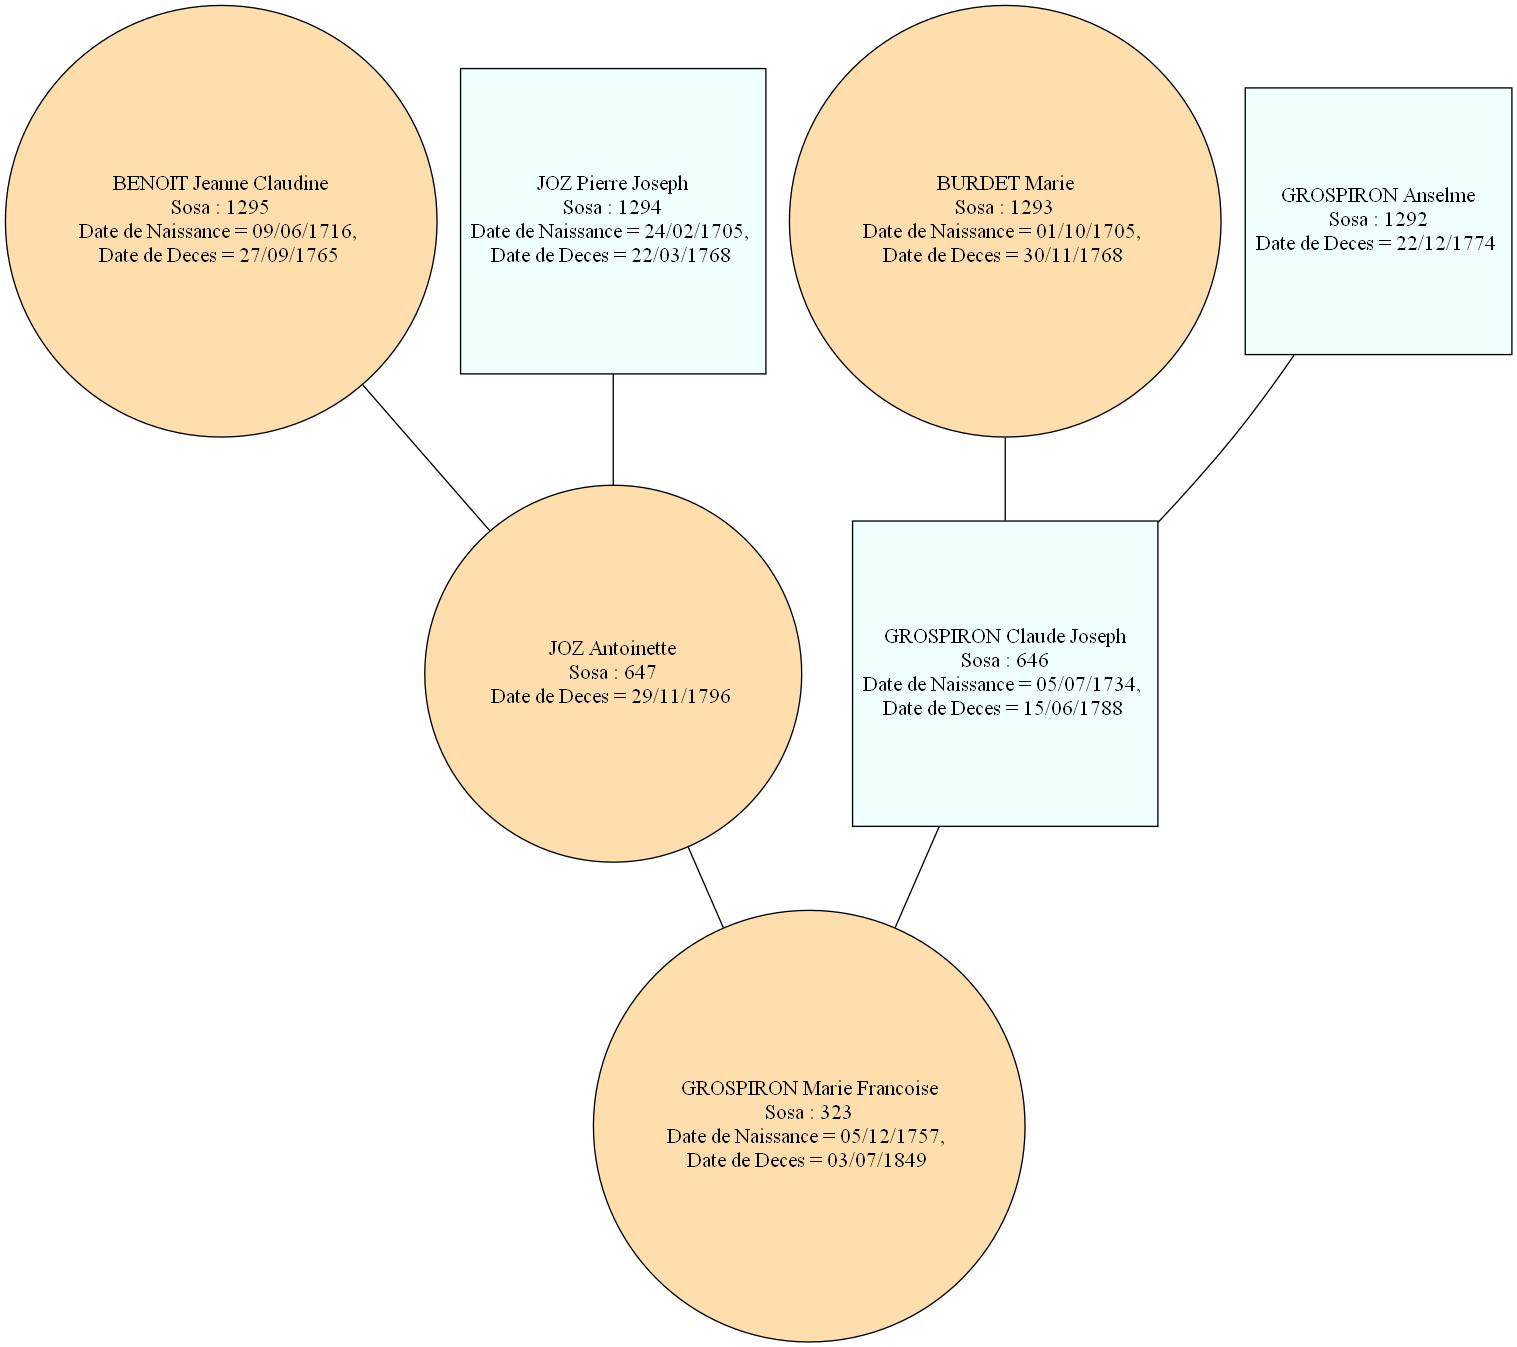 BENOIT Jeanne Claudine
Sosa : 1295
Date de Naissance = 09/06/1716,
Date de Deces = 27/09/1765
JOZ Pierre Joseph
Sosa : 1294
Date de Naissance = 24/02/1705,
Date de Deces = 22/03/1768
BURDET Marie
Sosa : 1293
Date de Naissance = 01/10/1705,
Date de Deces = 30/11/1768
GROSPIRON Anselme
Sosa : 1292
Date de Deces = 22/12/1774
JOZ Antoinette
Sosa : 647
Date de Deces = 29/11/1796
GROSPIRON Claude Joseph
Sosa : 646
Date de Naissance = 05/07/1734,
Date de Deces = 15/06/1788
GROSPIRON Marie Francoise
Sosa : 323
Date de Naissance = 05/12/1757,
Date de Deces = 03/07/1849